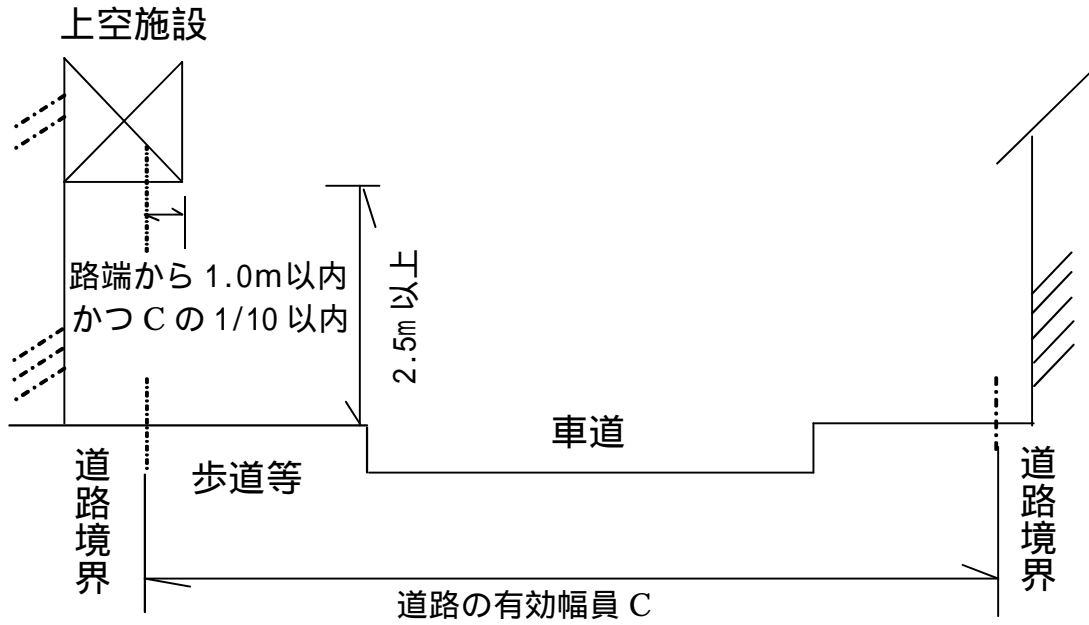 上空施設
路端から 1.0m以内
かつ C の 1/10 以内
2.5m 以上
車道
歩道等
道路境界
道路境界
道路の有効幅員 C